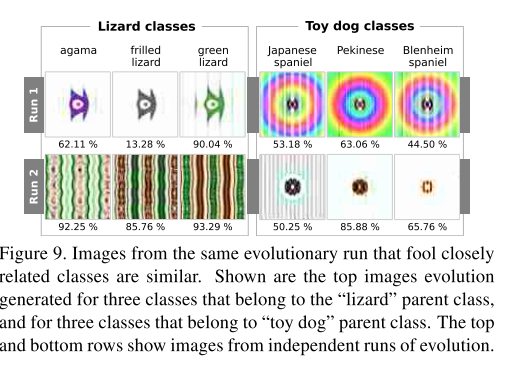 Lizard classes Toy dog classes
agama frilled lizard green lizard Japanese spaniel Pekinese Blenheim spaniel
Run 1
62.11 % 13.28 % 90.04 % 53.18 % 63.06 % 44.50 %
Run 2
92.25 % 85.76 % 93.29 % 50.25 % 85.88 % 65.76 %
Figure 9. Images from the same evolutionary run that fool closely
related classes are similar. Shown are the top images evolution
generated for three classes that belong to the “lizard” parent class,
and for three classes that belong to “toy dog” parent class. The top
and bottom rows show images from independent runs of evolution.